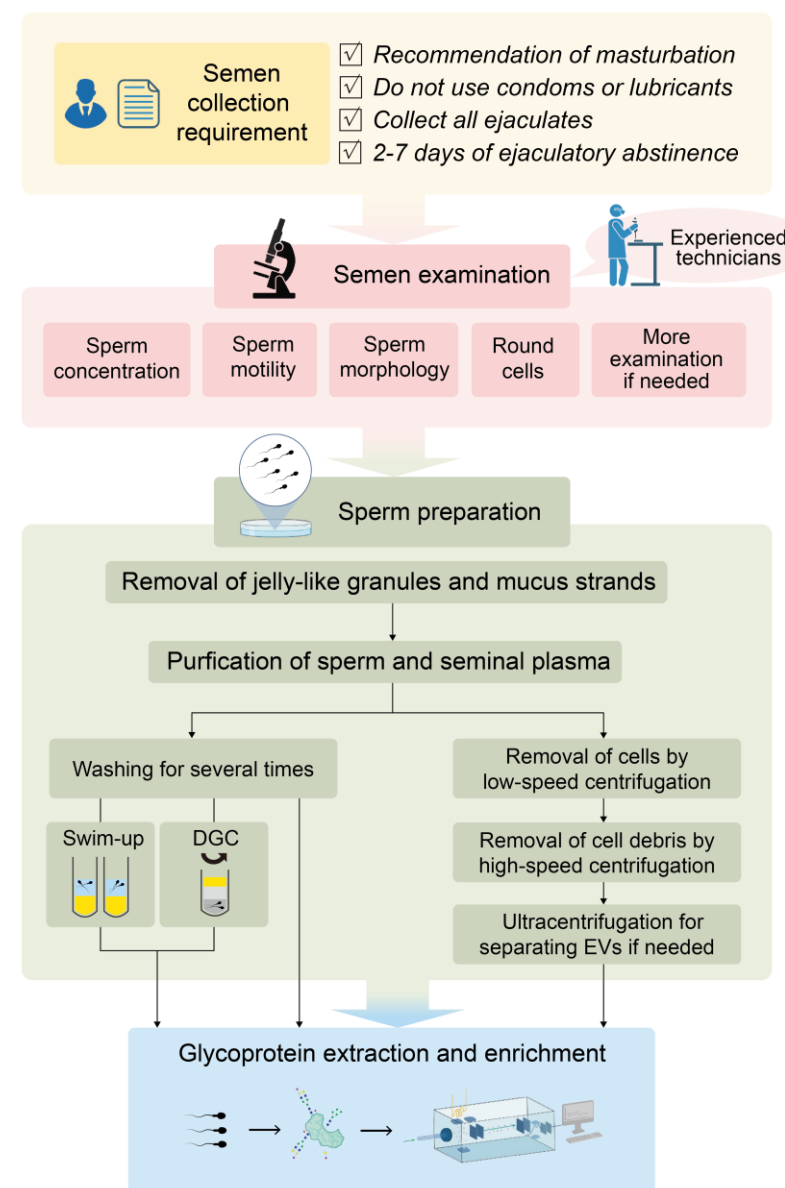 Semen
collection
requirement
☑ Recommendation of masturbation
☑ Do not use condoms or lubricants
☑ Collect all ejaculates
☑ 2-7 days of ejaculatory abstinence
Semen examination
Experienced
technicians
Sperm
concentration
Sperm
motility
Sperm
morphology
Round
cells
More
examination
if needed
Sperm preparation
Removal of jelly-like granules and mucus strands
Purfication of sperm and seminal plasma
Washing for several times
Swim-up
DGC
Removal of cells by
low-speed centrifugation
Removal of cell debris by
high-speed centrifugation
Ultracentrifugation for
separating EVs if needed
Glycoprotein extraction and enrichment